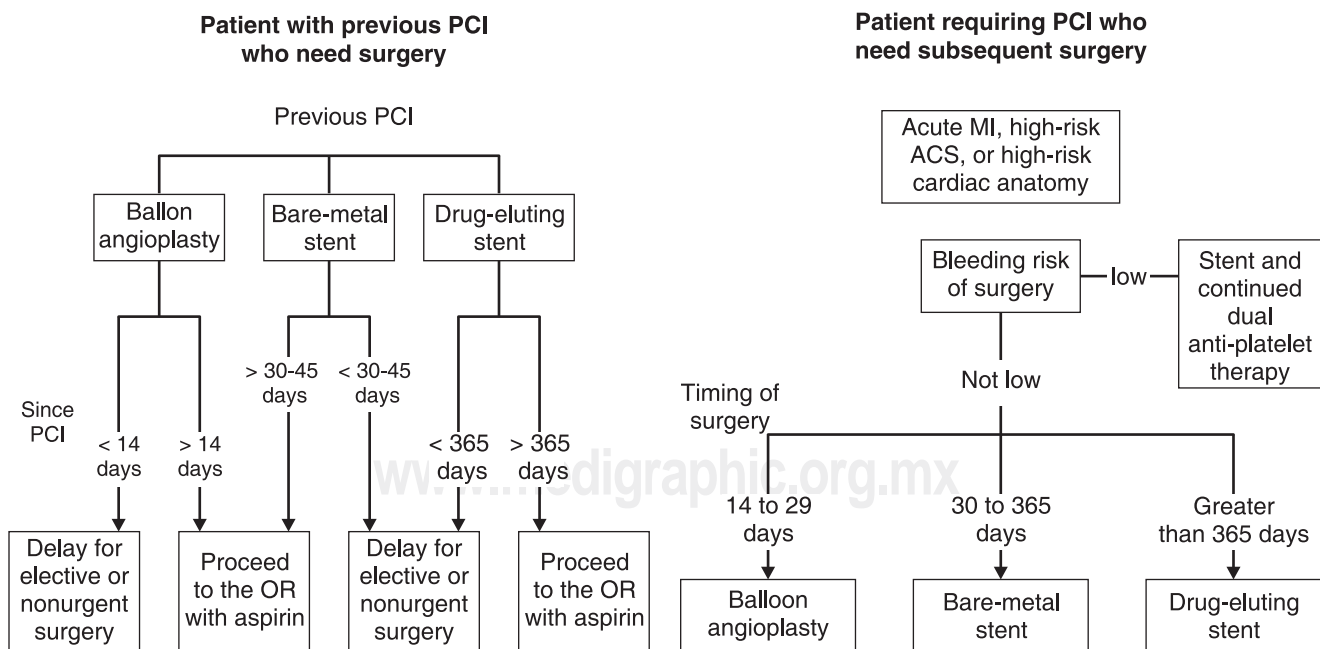 Patient with previous PCI
who need surgery
Previous PCI
Ballon
angioplasty
Bare-metal
stent
Drug-eluting
stent
Since
PCI
< 14
days
> 14
days
> 30-45
days
< 30-45
days
< 365
days
> 365
days
Delay for
elective or
nonurgent
surgery
Proceed
to the OR
with aspirin
Delay for
elective or
nonurgent
surgery
Proceed
to the OR
with aspirin
Patient requiring PCI who
need subsequent surgery
Acute MI, high-risk
ACS, or high-risk
cardiac anatomy
Bleeding risk
of surgery
low
Stent and
continued
dual
anti-platelet
therapy
Not low
Timing of
surgery
14 to 29
days
30 to 365
days
Greater
than 365 days
Balloon
angioplasty
Bare-metal
stent
Drug-eluting
stent